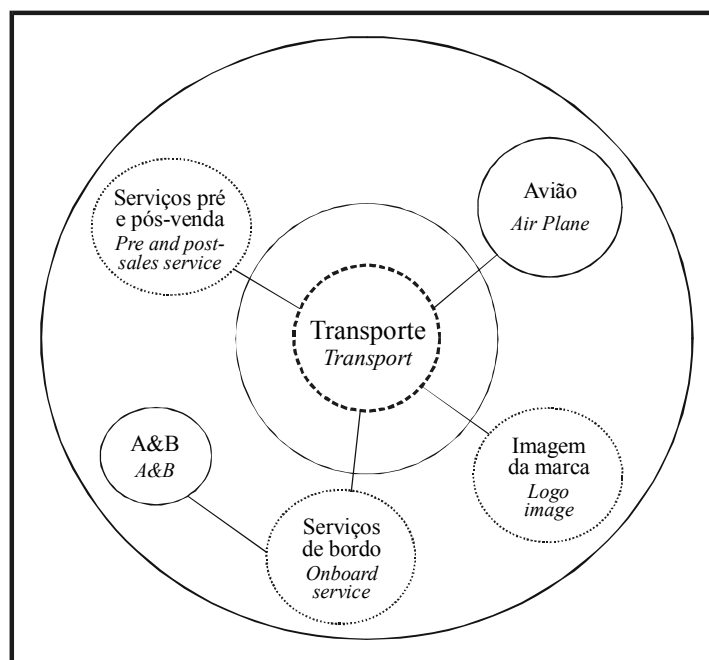 Serviços pré
e pós-venda
Pre and post-
sales service
Avião
Air Plane
Transporte
Transport
A&B
A&B
Imagem
da marca
Logo
image
Serviços
de bordo
Onboard
service